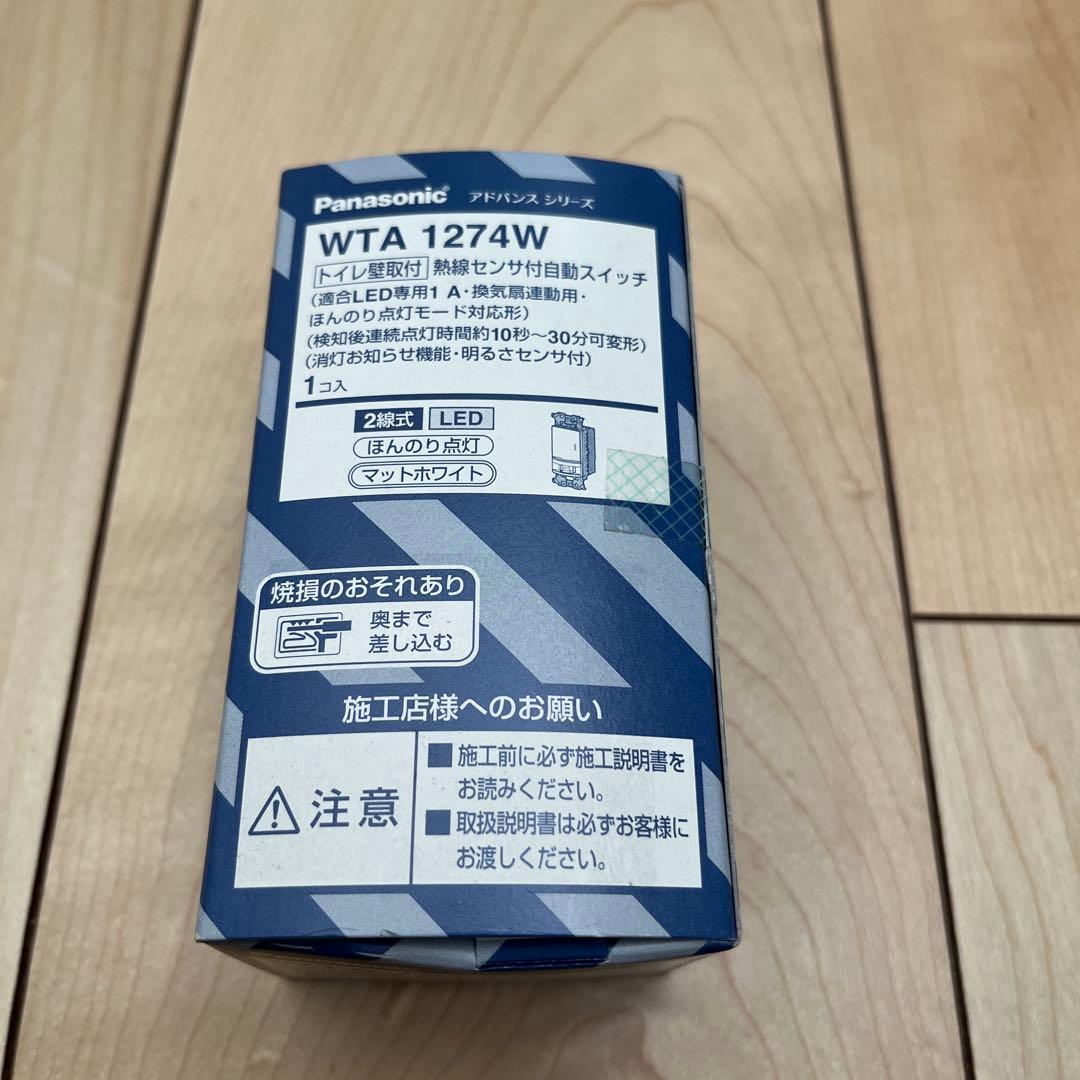 Panasonic アドバンス シリーズ
WTA 1274W
トイレ壁取付 熱線センサ付自動スイッチ
(適合LED専用1 A・換気扇連動用・
ほんのり点灯モード対応形)
(検知後連続点灯時間約10秒〜30分可変形)
(消灯お知らせ機能・明るさセンサ付)
1コ入
2線式 LED
ほんのり点灯
マットホワイト
焼損のおそれあり
奥まで
差し込む
施工店様へのお願い
注意
■施工前に必ず施工説明書を
お読みください。
■取扱説明書は必ずお客様に
お渡しください。